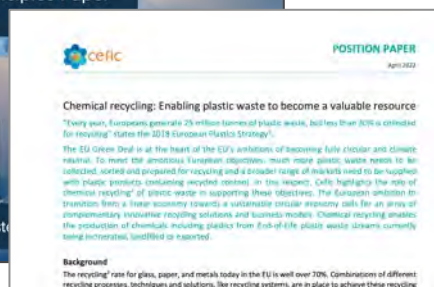 cefic
POSITION PAPER
April 2022
Chemical recycling: Enabling plastic waste to become a valuable resource
"Every year, Europeans generate 25 million tonnes of plastic waste, but less than 30% is collected
for recycling" states the 2018 European Plastics Strategy¹.
The EU Green Deal is at the heart of the EU's ambitions of becoming fully circular and climate
neutral. To meet the ambitious European objectives, much more plastic waste needs to be
collected, sorted and prepared for recycling and a broader range of markets need to be supplied
with plastic products containing recycled content. In this respect, Cefic highlights the role of
chemical recycling² of plastic waste in supporting these objectives. The European ambition to
transition from a linear economy towards a sustainable circular economy calls for an array of
complementary innovative recycling solutions and business models. Chemical recycling enables
the production of chemicals including plastics from End-of-Life plastic waste streams currently
being incinerated, landfilled or exported.
Background
The recycling³ rate for glass, paper, and metals today in the EU is well over 70%. Combinations of different
recycling processes, techniques and solutions, like recycling systems, are in place to achieve these recycling